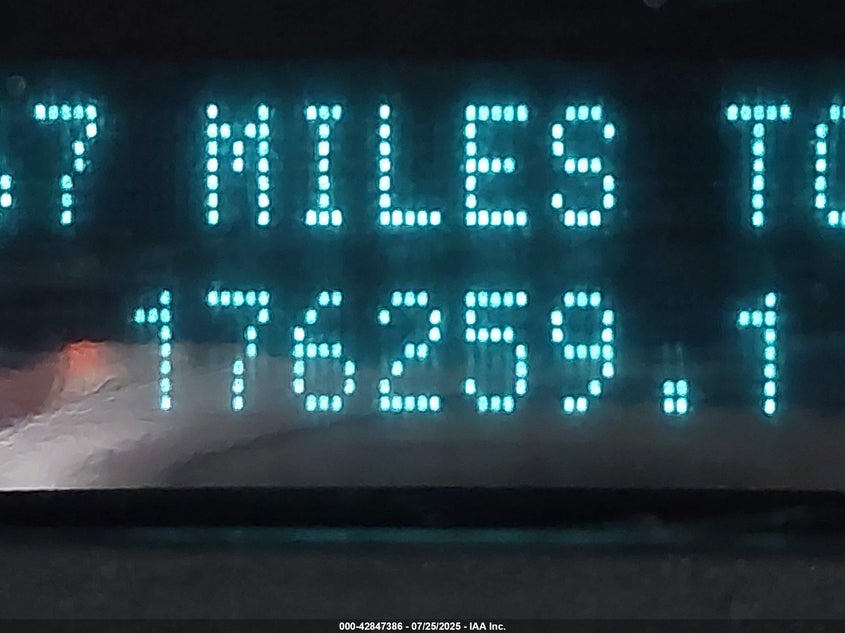 7 MILES TO
176259.1
000-42847386 - 07/25/2025 - IAA Inc.